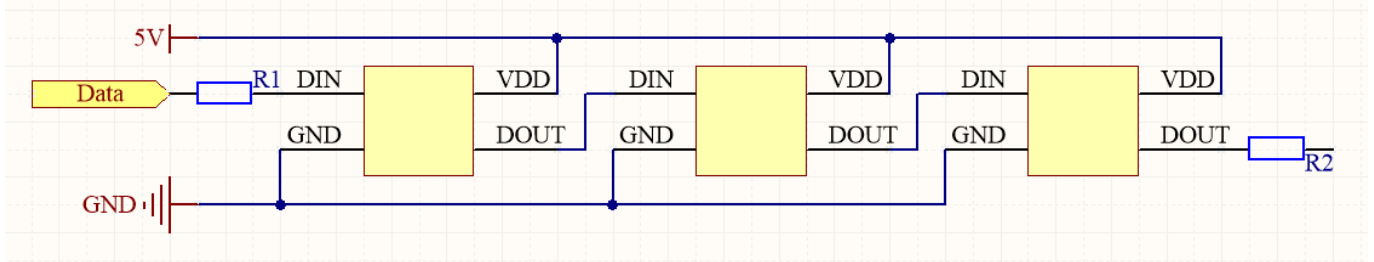 5V
Data
R1
DIN
VDD
DIN
VDD
DIN
VDD
GND
DOUT
GND
DOUT
GND
DOUT
R2
GND